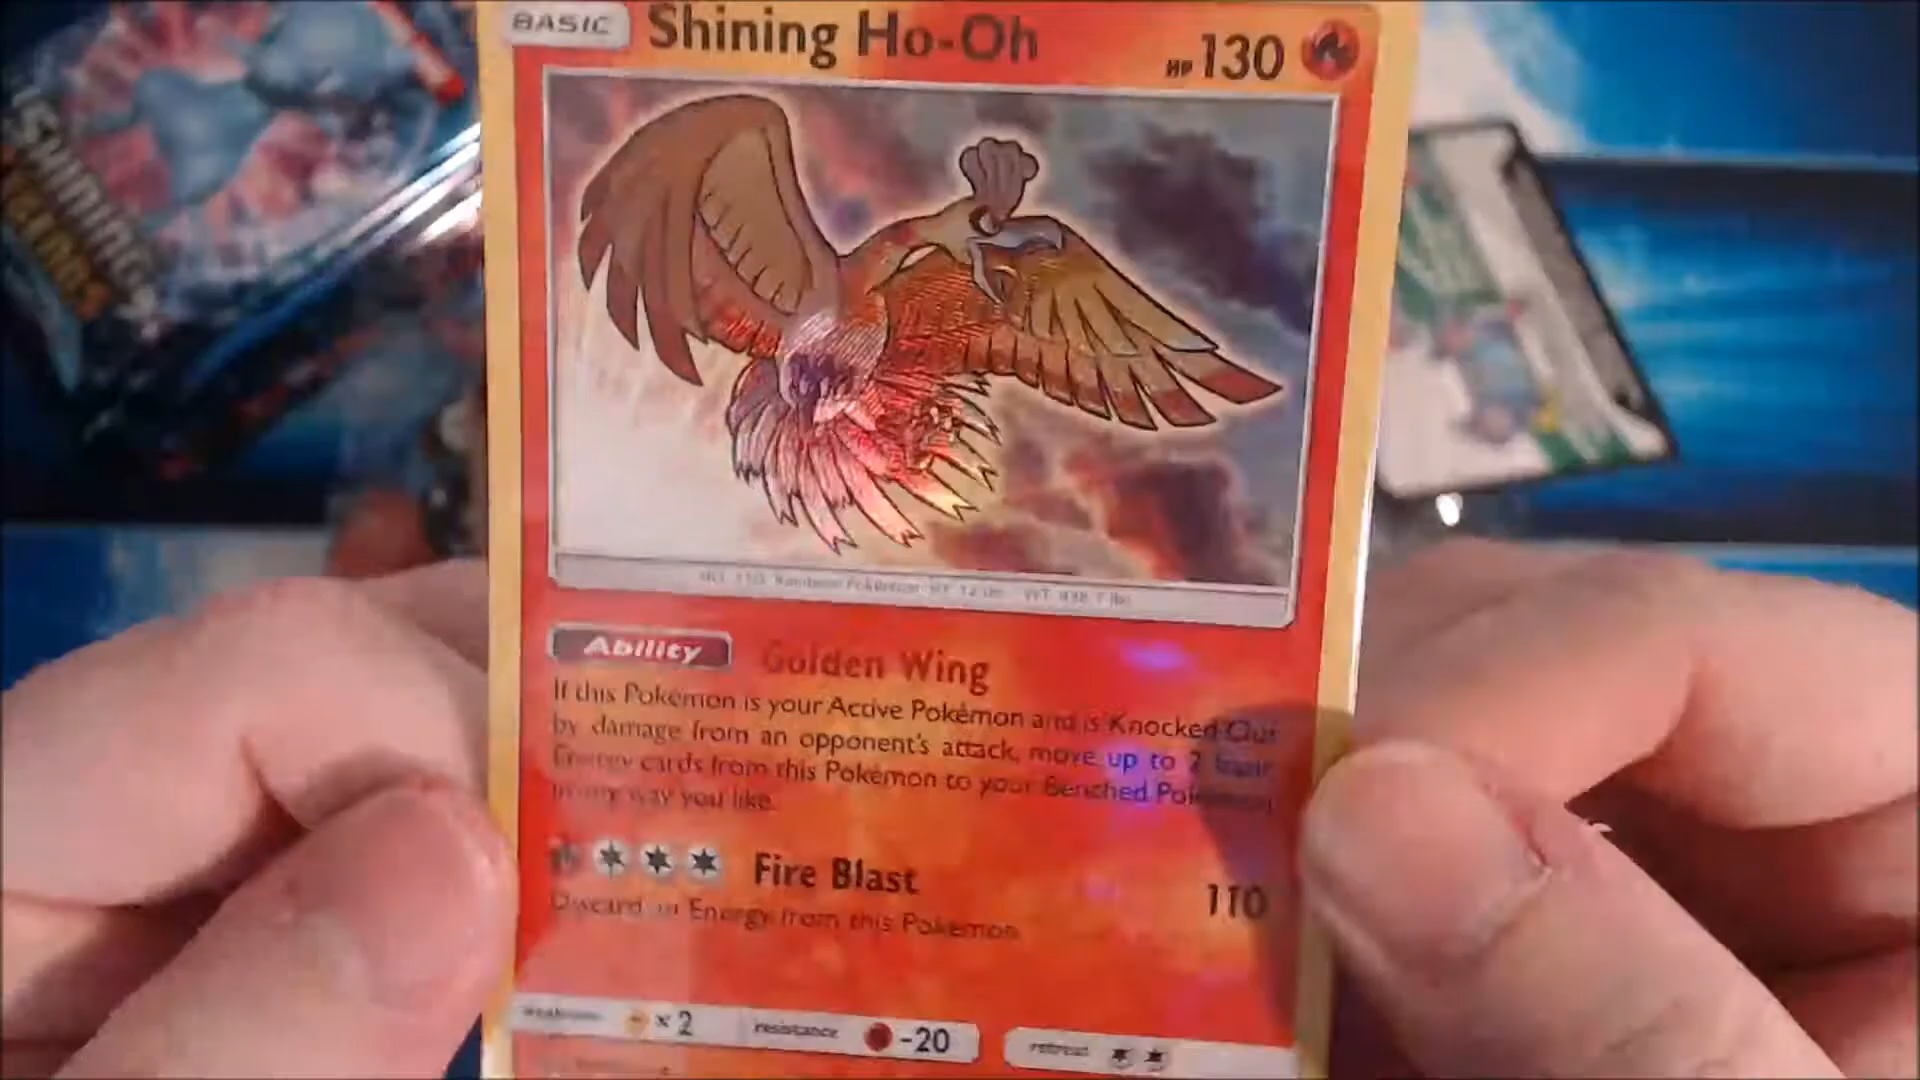 BASIC
Shining Ho-Oh
HP 130
SHINING
LEGENDS
Ability Golden Wing
If this Pokémon is your Active Pokémon and is Knocked Out
by damage from an opponent's attack, move up to 2 basic
Energy cards from this Pokémon to your Benched Pokémon
in any way you like.
Fire Blast 110
Discard an Energy from this Pokémon.
weakness ×2 resistance -20 retreat